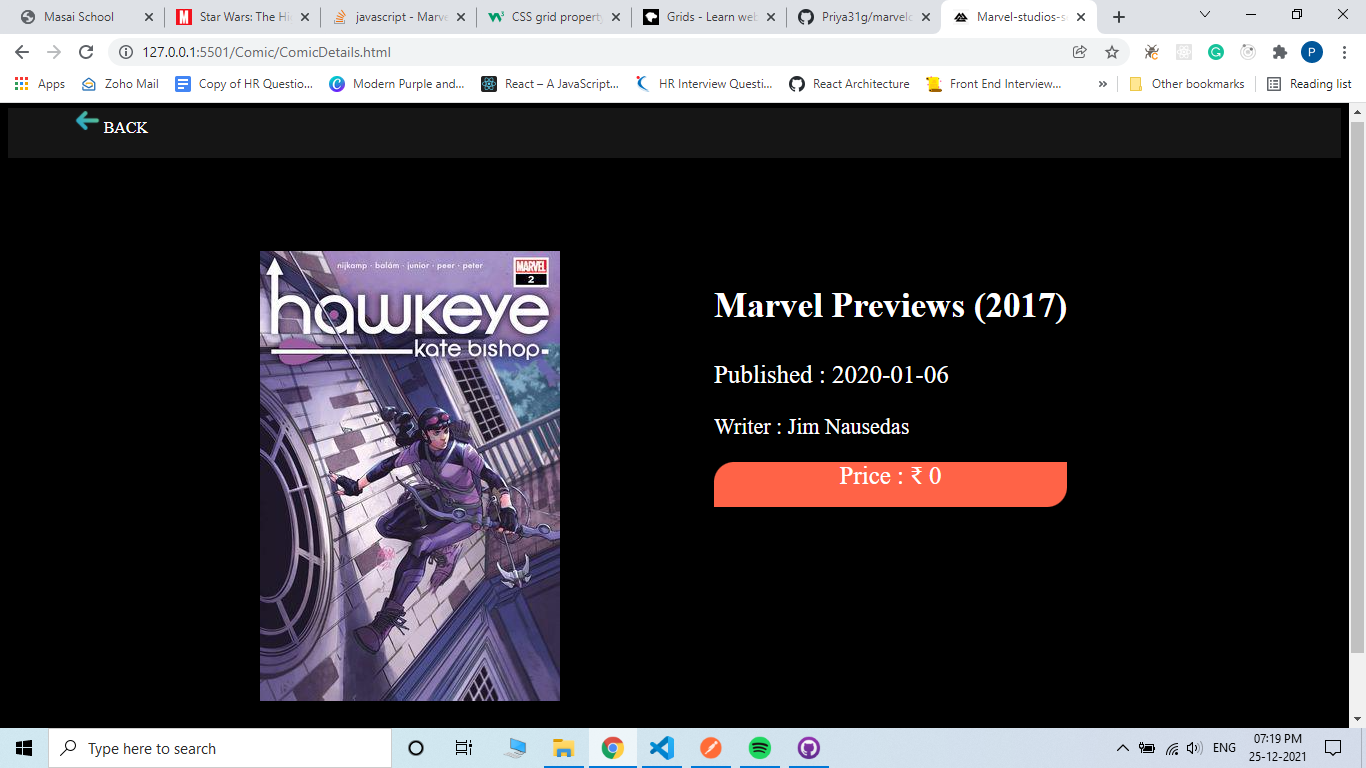 Masai School
Star Wars: The Hi
javascript - Marv
CSS grid property
Grids - Learn web
Priya31g/marvel
Marvel-studios-s
127.0.0.1:5501/Comic/ComicDetails.html
P
Apps
Zoho Mail
Copy of HR Questio...
Modern Purple and...
React – A JavaScript...
HR Interview Questi...
React Architecture
Front End Interview...
»
Other bookmarks
Reading list
BACK
nijkamp · balám · junior · peer · peter
MARVEL
2
hawkeye
kate bishop
Marvel Previews (2017)
Published : 2020-01-06
Writer : Jim Nausedas
Price : ₹ 0
Type here to search
ENG
07:19 PM
25-12-2021